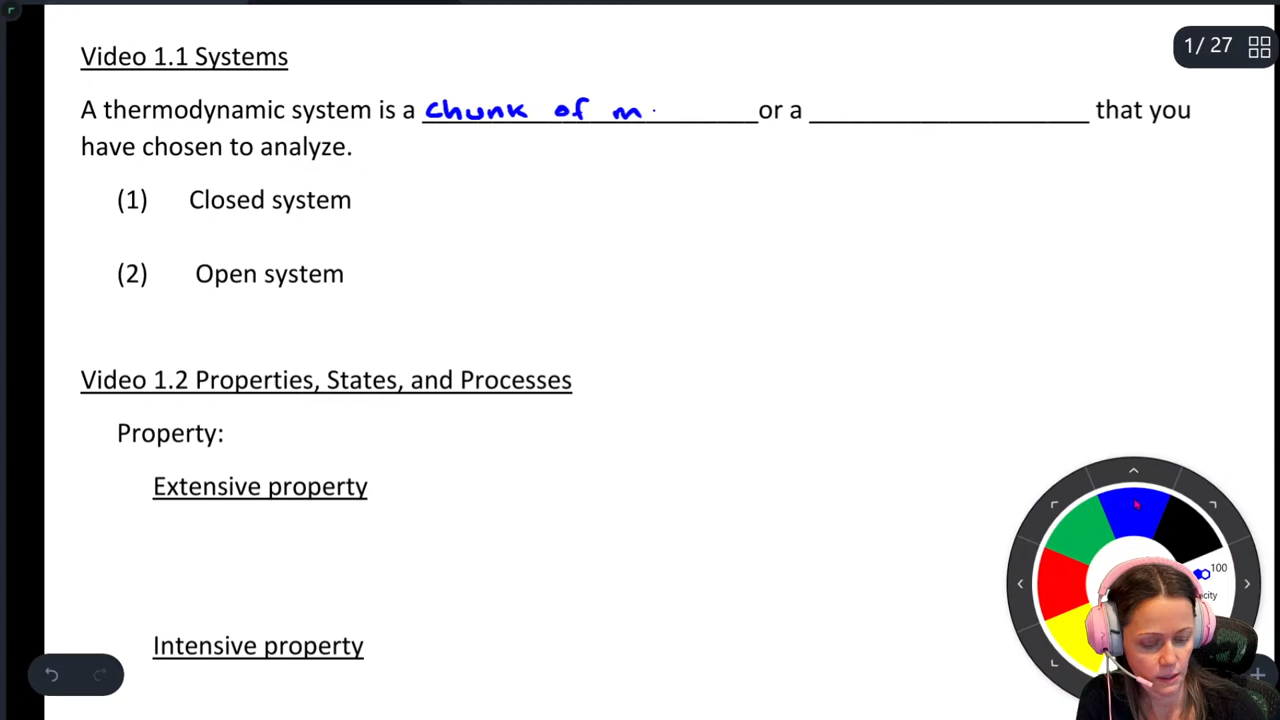 1/ 27
Video 1.1 Systems
A thermodynamic system is a chunk of m or a ____________________ that you
have chosen to analyze.
(1) Closed system
(2) Open system
Video 1.2 Properties, States, and Processes
Property:
Extensive property
100
Intensive property